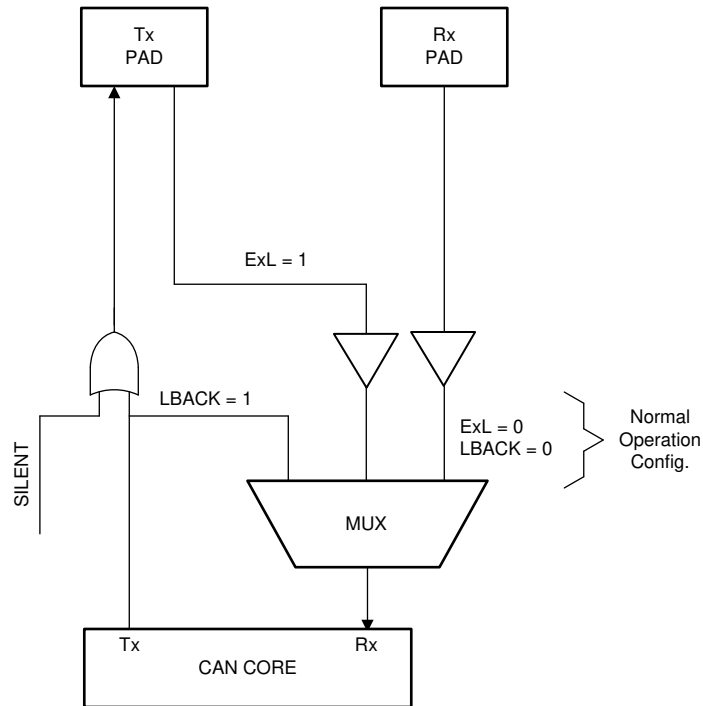 Tx
PAD
Rx
PAD
ExL = 1
LBACK = 1
ExL = 0
LBACK = 0
Normal
Operation
Config.
SILENT
MUX
Tx
Rx
CAN CORE